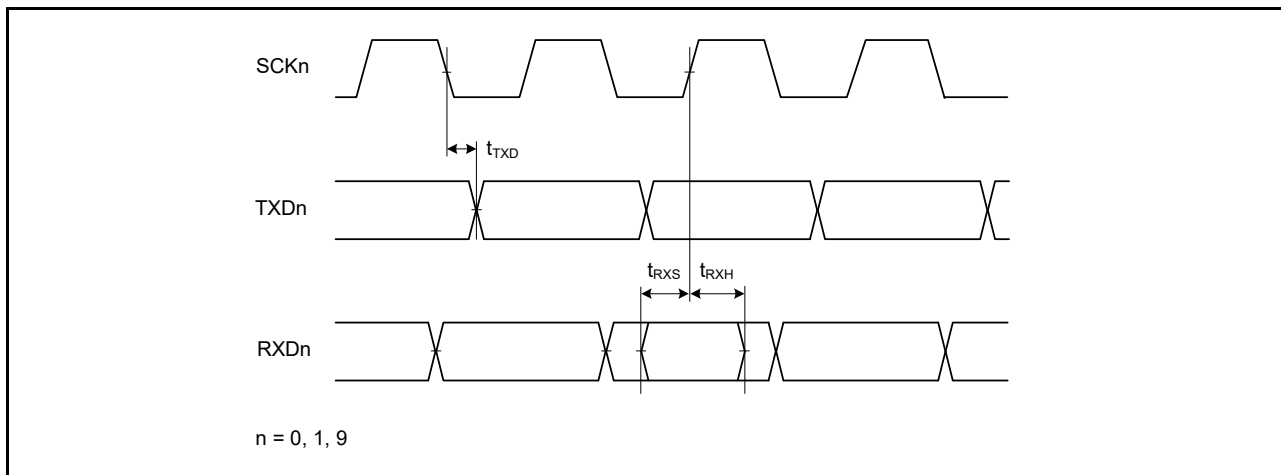 SCKn
tTXD
TXDn
tRXS tRXH
RXDn
n = 0, 1, 9